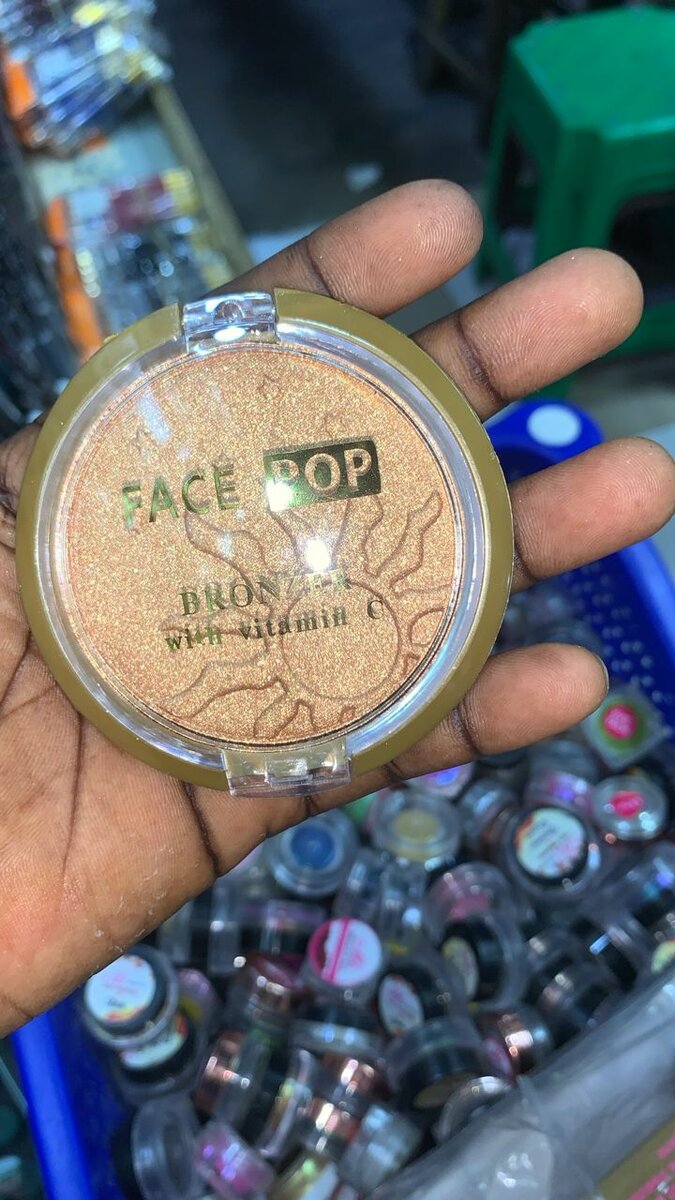 FACE POP
BRONZER
with vitamin C